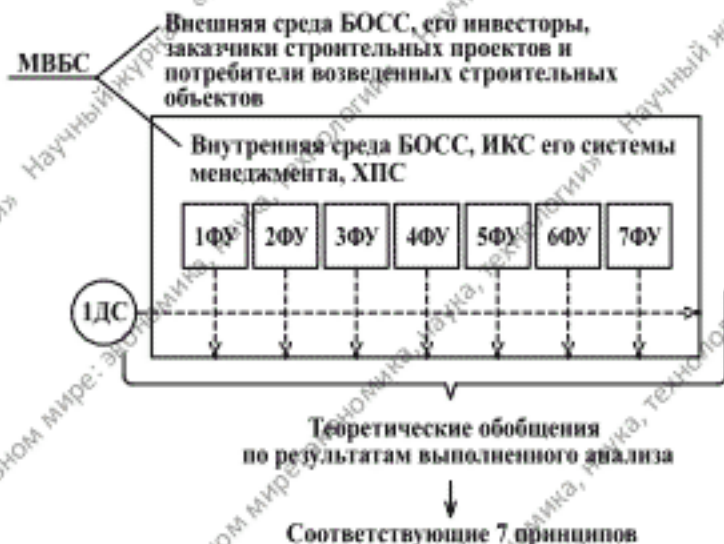 Внешняя среда БОСС, его инвесторы,
заказчики строительных проектов и
потребители возведенных строительных
объектов
МВБС
Внутренняя среда БОСС, ИКС его системы
менеджмента, ХПС
1ФУ 2ФУ 3ФУ 4ФУ 5ФУ 6ФУ 7ФУ
1ДС
Теоретические обобщения
по результатам выполненного анализа
Соответствующие 7 принципов